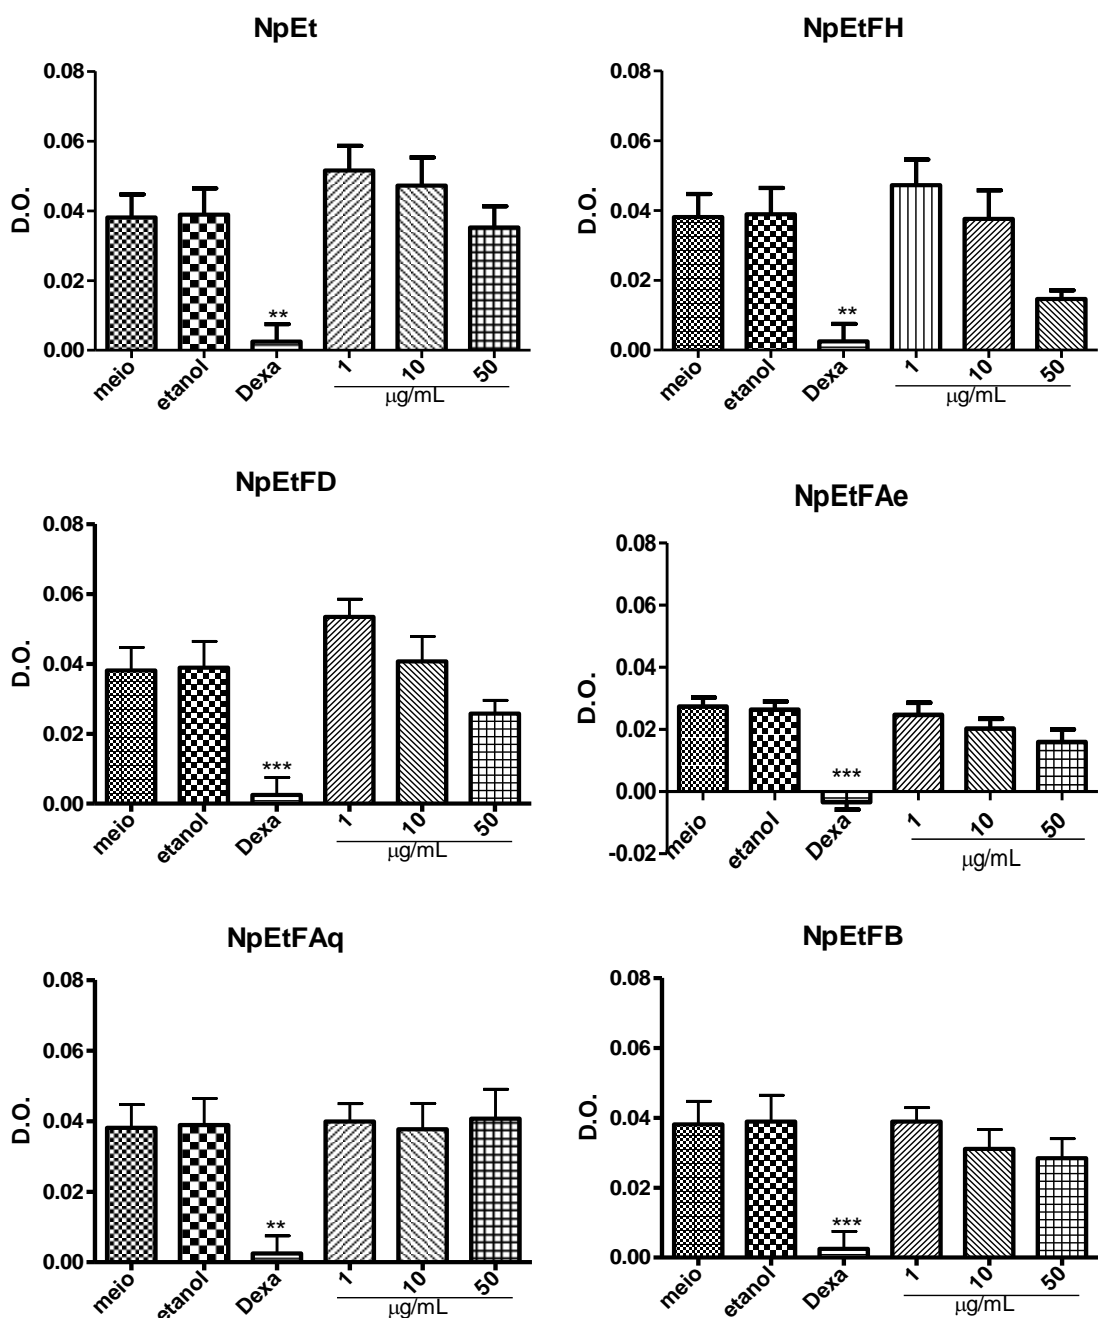 NpEt
D.O.
0.08
0.06
0.04
0.02
0.00
**
meio
etanol
Dexa
1
10
50
µg/mL
NpEtFH
D.O.
0.08
0.06
0.04
0.02
0.00
**
meio
etanol
Dexa
1
10
50
µg/mL
NpEtFD
D.O.
0.08
0.06
0.04
0.02
0.00
***
meio
etanol
Dexa
1
10
50
µg/mL
NpEtFAe
D.O.
0.08
0.06
0.04
0.02
0.00
-0.02
***
meio
etanol
Dexa
1
10
50
µg/mL
NpEtFAq
D.O.
0.08
0.06
0.04
0.02
0.00
**
meio
etanol
Dexa
1
10
50
µg/mL
NpEtFB
D.O.
0.08
0.06
0.04
0.02
0.00
***
meio
etanol
Dexa
1
10
50
µg/mL